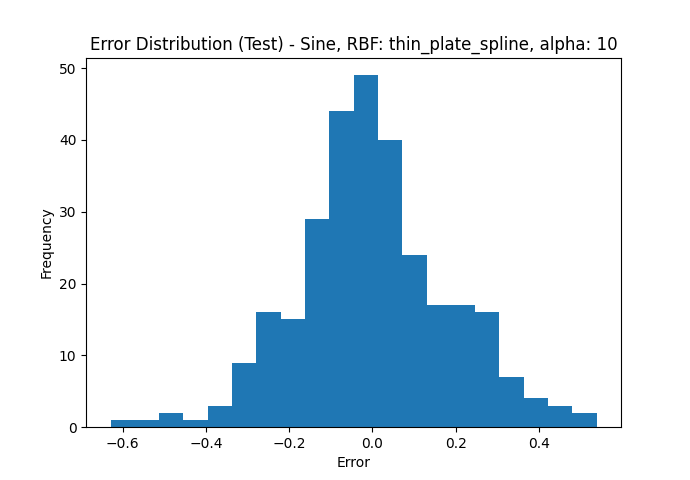 Error Distribution (Test) - Sine, RBF: thin_plate_spline, alpha: 10
50
40
30
20
10
0
Frequency
−0.6 −0.4 −0.2 0.0 0.2 0.4
Error